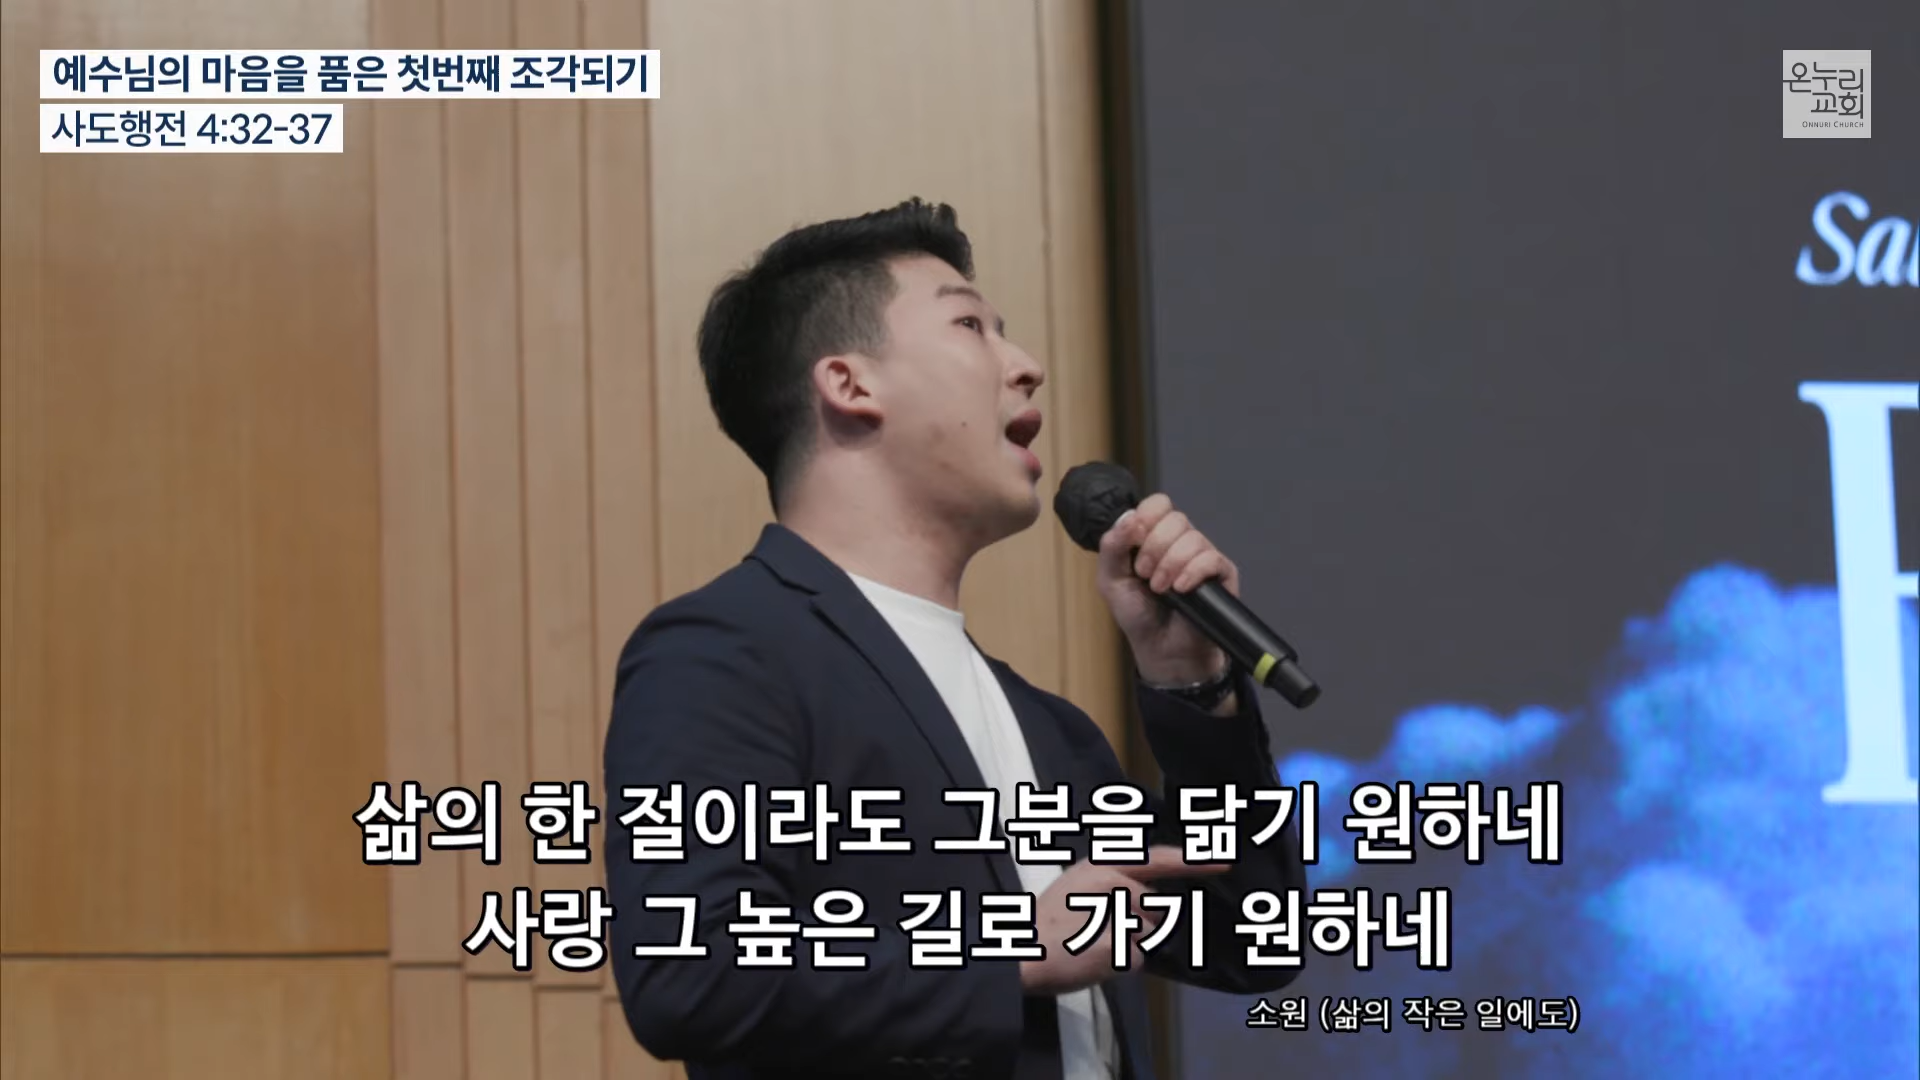 예수님의 마음을 품은 첫번째 조각되기
사도행전 4:32-37
온누리
교회
ONNURI CHURCH
삶의 한 절이라도 그분을 닮기 원하네
사랑 그 높은 길로 가기 원하네
소원 (삶의 작은 일에도)